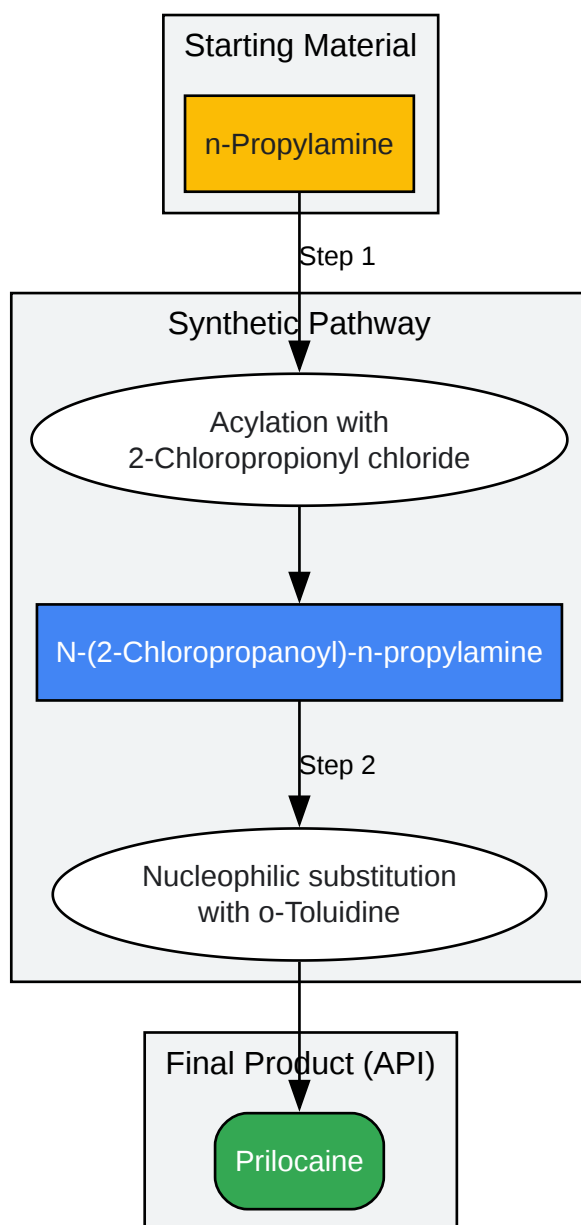 Starting Material
n-Propylamine
Step 1
Synthetic Pathway
Acylation with
2-Chloropropionyl chloride
N-(2-Chloropropanoyl)-n-propylamine
Step 2
Nucleophilic substitution
with o-Toluidine
Final Product (API)
Prilocaine